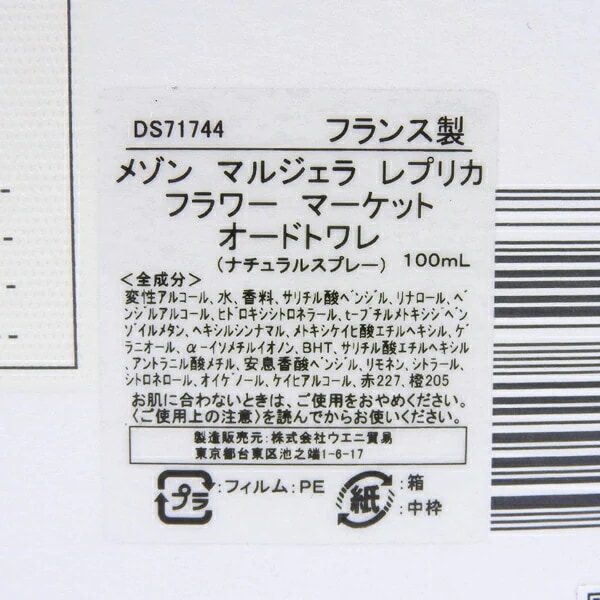 DS71744 フランス製
メゾン マルジェラ レプリカ
フラワー マーケット
オードトワレ
(ナチュラルスプレー) 100mL
<全成分>
変性アルコール、水、香料、サリチル酸ベンジル、リナロール、ベ
ンジルアルコール、ヒドロキシシトロネラール、t-ブチルメトキシジベン
ゾイルメタン、ヘキシルシンナマル、メトキシケイヒ酸エチルヘキシル、ゲ
ラニオール、α-イソメチルイオノン、BHT、サリチル酸エチルヘキシル
、アントラニル酸メチル、安息香酸ベンジル、リモネン、シトラール、
シトロネロール、オイゲノール、ケイヒアルコール、赤227、橙205
お肌に合わないときは、ご使用をおやめください。
〈ご使用上の注意〉を読んでからお使いください。
製造販売元：株式会社ウエニ貿易
東京都台東区池之端1-6-17
プラ :フィルム:PE 紙 :箱
:中枠